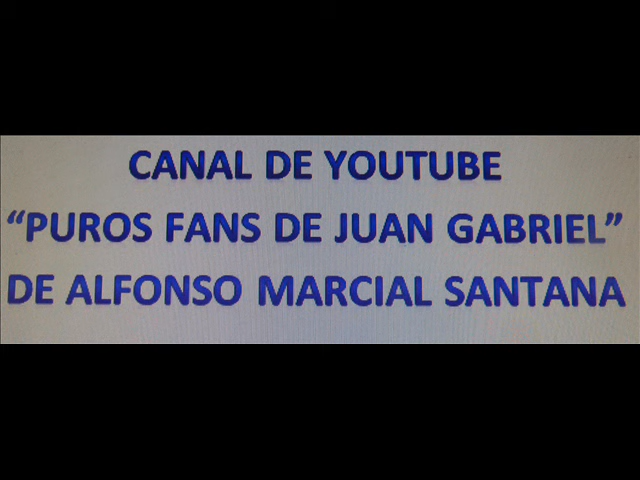 CANAL DE YOUTUBE
“PUROS FANS DE JUAN GABRIEL”
DE ALFONSO MARCIAL SANTANA